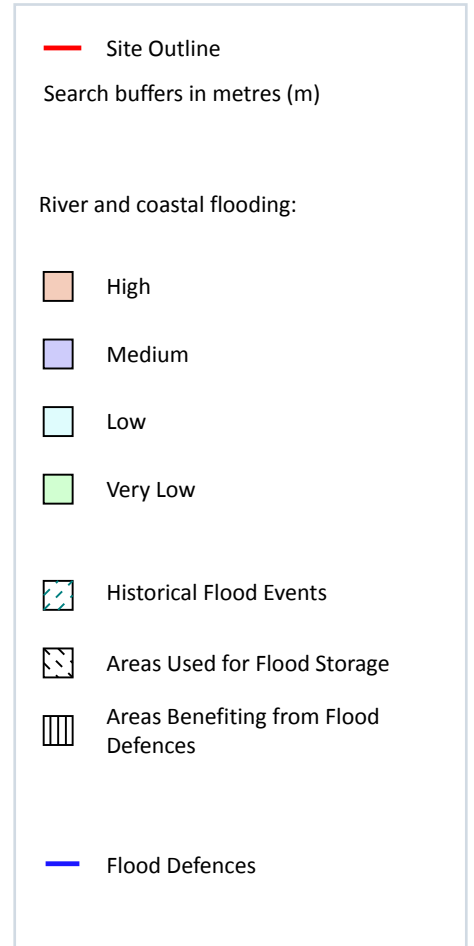 Site Outline
Search buffers in metres (m)
River and coastal flooding:
High
Medium
Low
Very Low
Historical Flood Events
Areas Used for Flood Storage
Areas Benefiting from Flood
Defences
Flood Defences